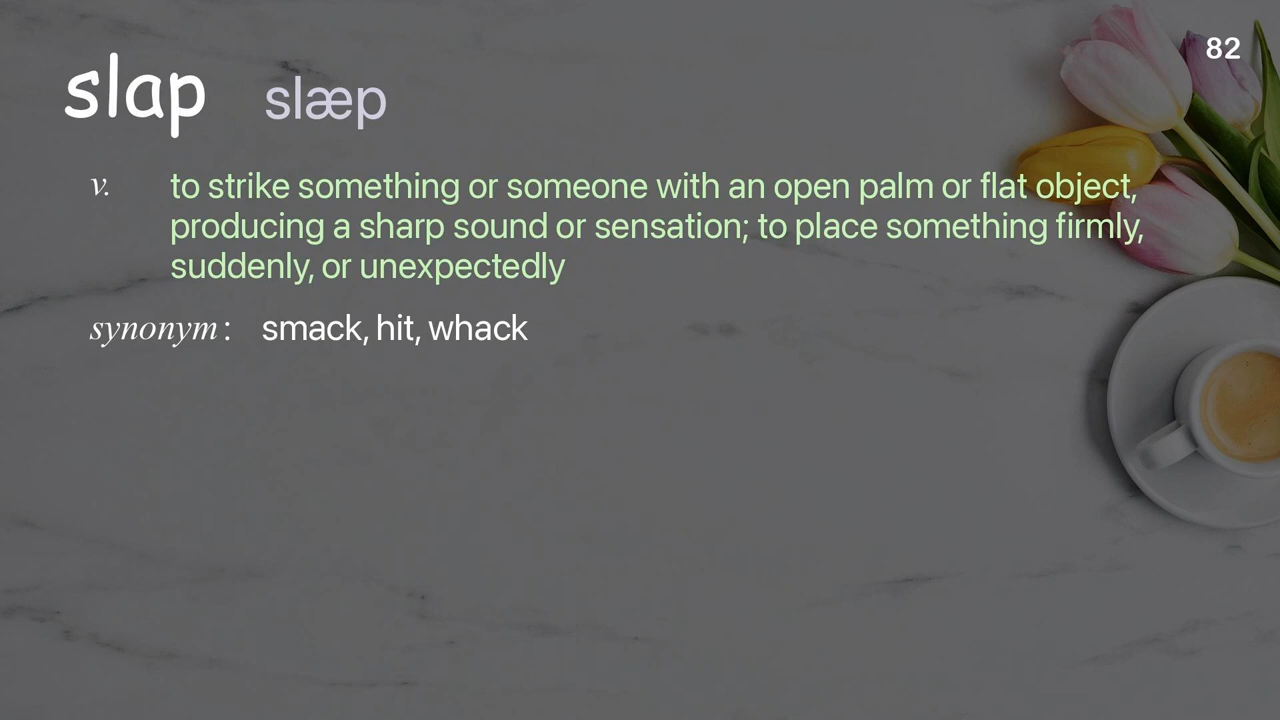 82
slap slæp
v. to strike something or someone with an open palm or flat object,
producing a sharp sound or sensation; to place something firmly,
suddenly, or unexpectedly
synonym: smack, hit, whack